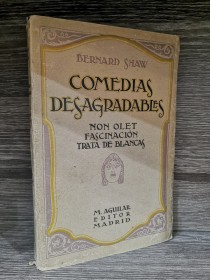 BERNARD SHAW
COMEDIAS
DESAGRADABLES
NON OLET
FASCINACIÓN
TRATA DE BLANCAS
M. AGUILAR
EDITOR
MADRID